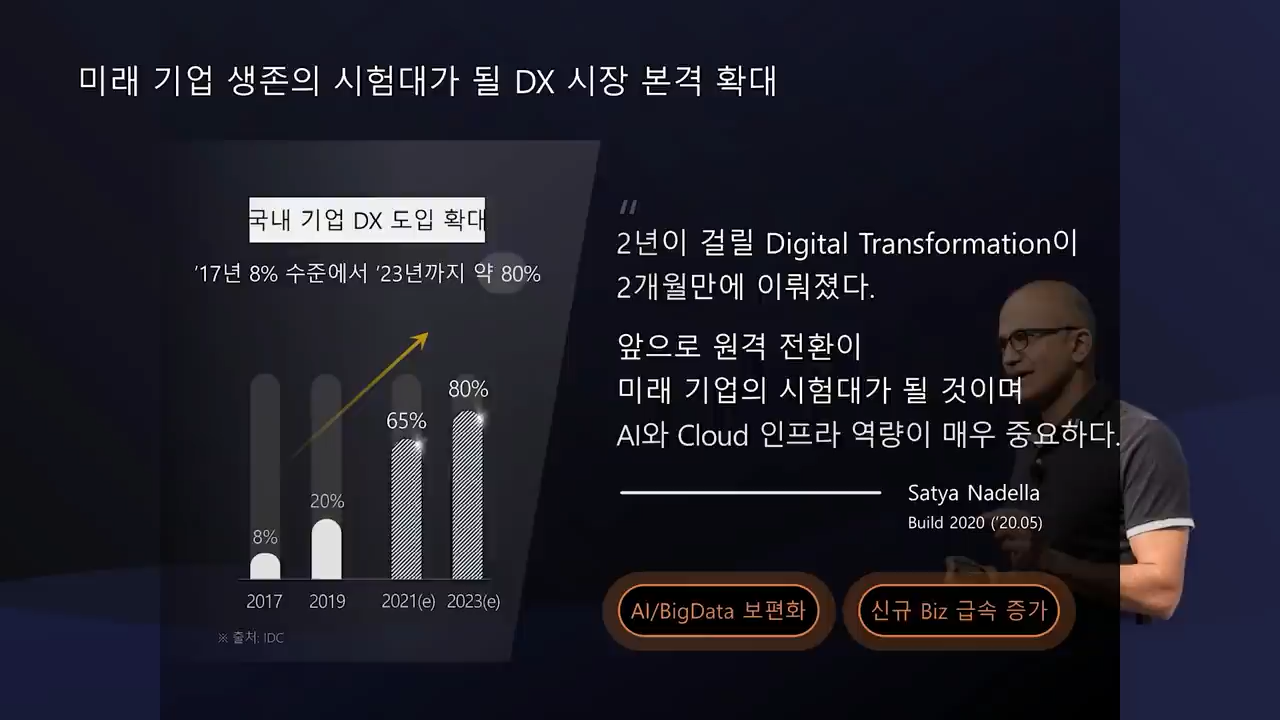 미래 기업 생존의 시험대가 될 DX 시장 본격 확대
국내 기업 DX 도입 확대
'17년 8% 수준에서 '23년까지 약 80%
80%
65%
20%
8%
2017 2019 2021(e) 2023(e)
※ 출처: IDC
"
2년이 걸릴 Digital Transformation이
2개월만에 이뤄졌다.
앞으로 원격 전환이
미래 기업의 시험대가 될 것이며
AI와 Cloud 인프라 역량이 매우 중요하다.
"
Satya Nadella
Build 2020 ('20.05)
AI/BigData 보편화
신규 Biz 급속 증가